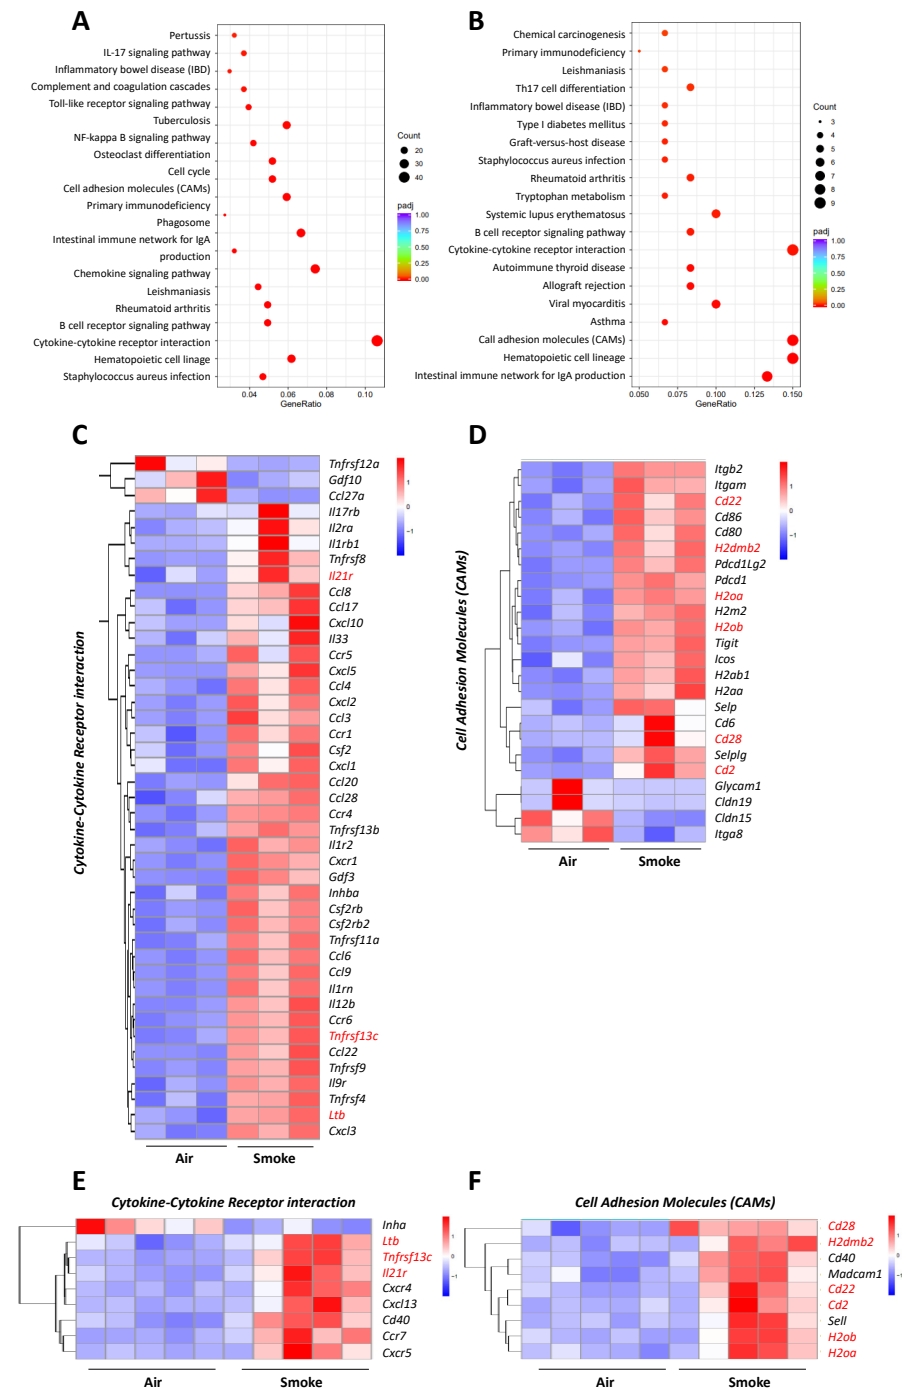 A
Pertussis
IL-17 signaling pathway
Inflammatory bowel disease (IBD)
Complement and coagulation cascades
Toll-like receptor signaling pathway
Tuberculosis
NF-kappa B signaling pathway
Osteoclast differentiation
Cell cycle
Cell adhesion molecules (CAMs)
Primary immunodeficiency
Phagosome
Intestinal immune network for IgA
production
Chemokine signaling pathway
Leishmaniasis
Rheumatoid arthritis
B cell receptor signaling pathway
Cytokine-cytokine receptor interaction
Hematopoietic cell linage
Staphylococcus aureus infection
0.04 0.06 0.08 0.10
GeneRatio
Count
20
30
40
padj
1.00
0.75
0.50
0.25
0.00
B
Chemical carcinogenesis
Primary immunodeficiency
Leishmaniasis
Th17 cell differentiation
Inflammatory bowel disease (IBD)
Type I diabetes mellitus
Graft-versus-host disease
Staphylococcus aureus infection
Rheumatoid arthritis
Tryptophan metabolism
Systemic lupus erythematosus
B cell receptor signaling pathway
Cytokine-cytokine receptor interaction
Autoimmune thyroid disease
Allograft rejection
Viral myocarditis
Asthma
Call adhesion molecules (CAMs)
Hematopoietic cell lineage
Intestinal immune network for IgA production
0.050 0.075 0.100 0.125 0.150
GeneRatio
Count
3
4
5
6
7
8
9
padj
1.00
0.75
0.50
0.25
0.00
C
Cytokine-Cytokine Receptor interaction
Tnfrsf12a
Gdf10
Ccl27a
Il17rb
Il2ra
Il1rb1
Tnfrsf8
Il21r
Ccl8
Ccl17
Cxcl10
Il33
Ccr5
Cxcl5
Ccl4
Cxcl2
Ccl3
Ccr1
Csf2
Cxcl1
Ccl20
Ccl28
Ccr4
Tnfrsf13b
Il1r2
Cxcr1
Gdf3
Inhba
Csf2rb
Csf2rb2
Tnfrsf11a
Ccl6
Ccl9
Il1rn
Il12b
Ccr6
Tnfrsf13c
Ccl22
Tnfrsf9
Il9r
Tnfrsf4
Ltb
Cxcl3
Air Smoke
1
0
−1
D
Cell Adhesion Molecules (CAMs)
Itgb2
Itgam
Cd22
Cd86
Cd80
H2dmb2
Pdcd1Lg2
Pdcd1
H2oa
H2m2
H2ob
Tigit
Icos
H2ab1
H2aa
Selp
Cd6
Cd28
Selplg
Cd2
Glycam1
Cldn19
Cldn15
Itga8
Air Smoke
1
0
−1
E
Cytokine-Cytokine Receptor interaction
Inha
Ltb
Tnfrsf13c
Il21r
Cxcr4
Cxcl13
Cd40
Ccr7
Cxcr5
Air Smoke
1
0
−1
F
Cell Adhesion Molecules (CAMs)
Cd28
H2dmb2
Cd40
Madcam1
Cd22
Cd2
Sell
H2ob
H2oa
Air Smoke
1
0
−1